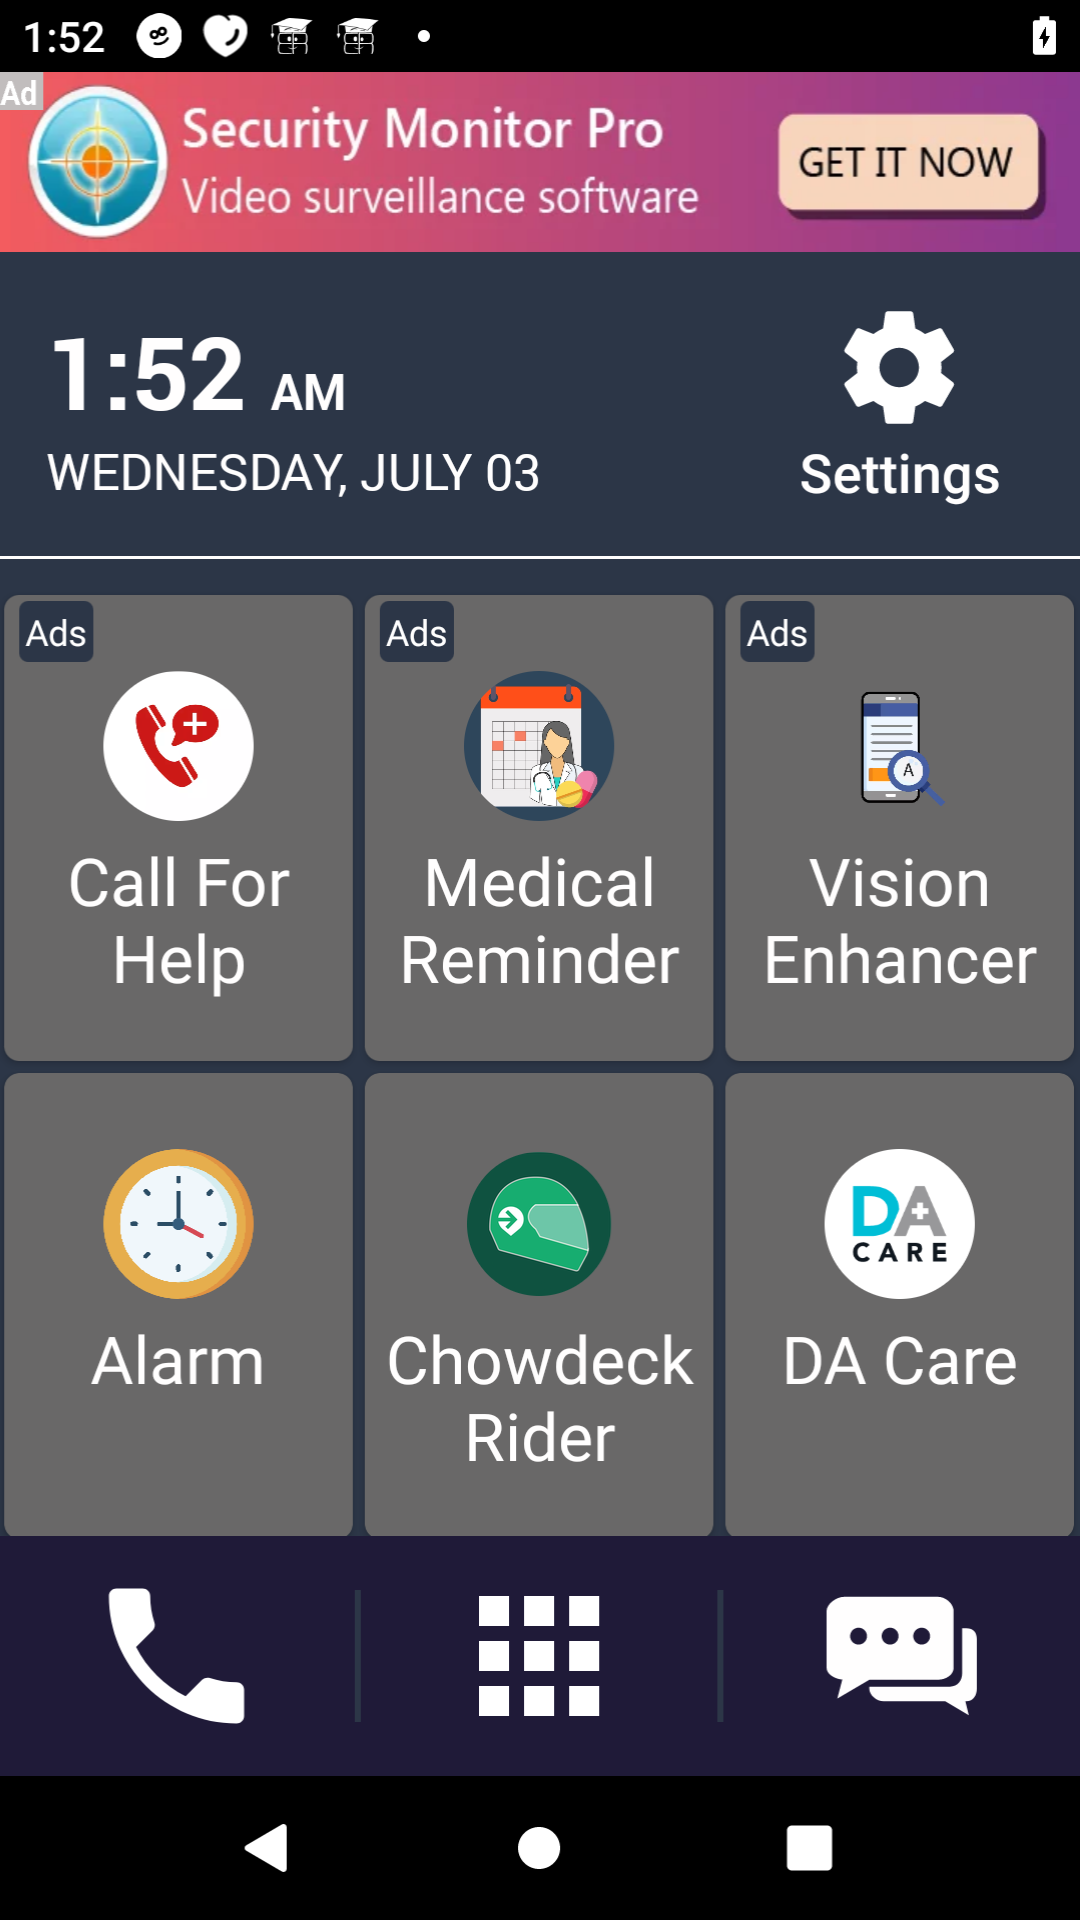 1:52
Ad
Security Monitor Pro
Video surveillance software
GET IT NOW
1:52 AM
WEDNESDAY, JULY 03
Settings
Ads
Ads
Ads
A
Call For
Help
Medical
Reminder
Vision
Enhancer
DA
CARE
Alarm
Chowdeck
Rider
DA Care